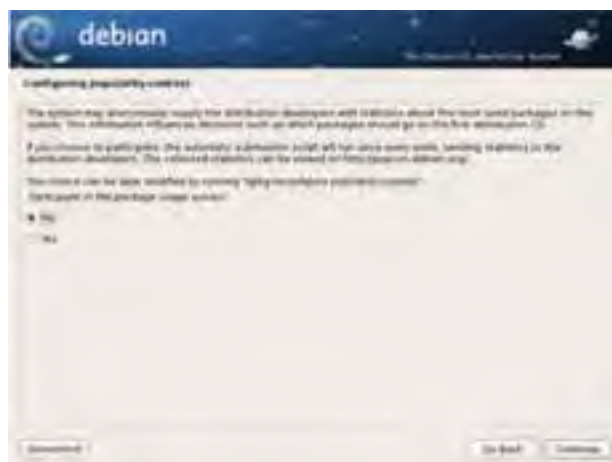 debian
Configuring popularity-contest
The system may anonymously supply the distribution developers with statistics about the most used packages on this
system. This information influences decisions such as which packages should go on the first distribution CD.
If you choose to participate, the automatic submission script will run once every week, sending statistics to the
distribution developers. The collected statistics can be viewed on http://popcon.debian.org/.
This choice can be later modified by running "dpkg-reconfigure popularity-contest".
Participate in the package usage survey?
No
Yes
Screenshot
Go Back
Continue